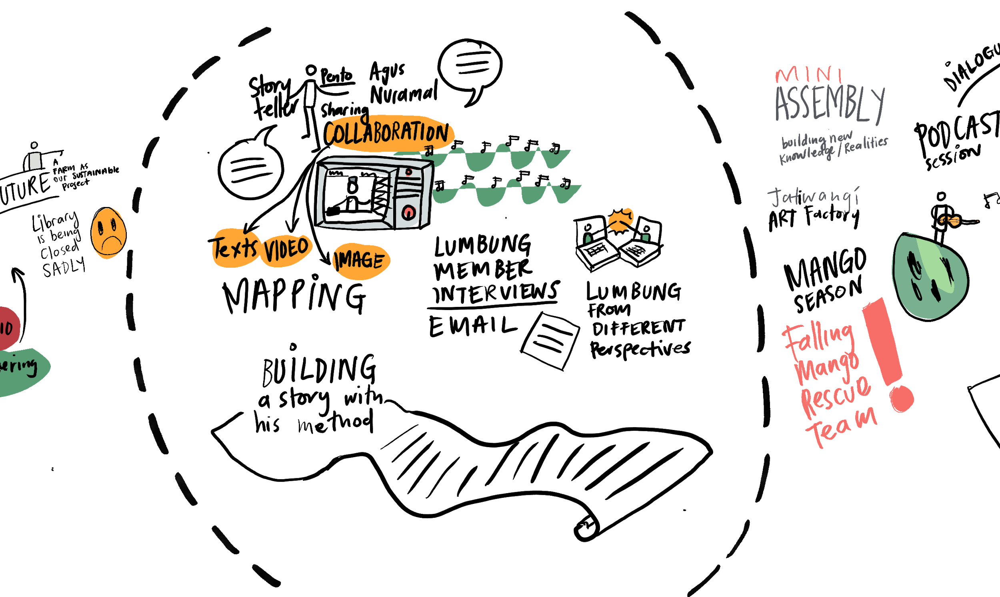 A
FARM AS
OUR SUSTAINABLE
Project
UTURE
Library
is being
Closed
SADLY
ID
ering
Story
teller
Pento
Agus
Nuramal
sharing
COLLABORATION
Texts
VIDEO
IMAGE
MAPPING
LUMBUNG
MEMBER
INTERVIEWS
EMAIL
LUMBUNG
FROM
DIFFERENT
Perspectives
BUILDING
a story with
his method
MINI
ASSEMBLY
building new
Knowledge/Realities
Jatiwangi
ART Factory
MANGO
SEASON
Falling
Mango
Rescue
Team
!
DIALOGU
PODCAST
session